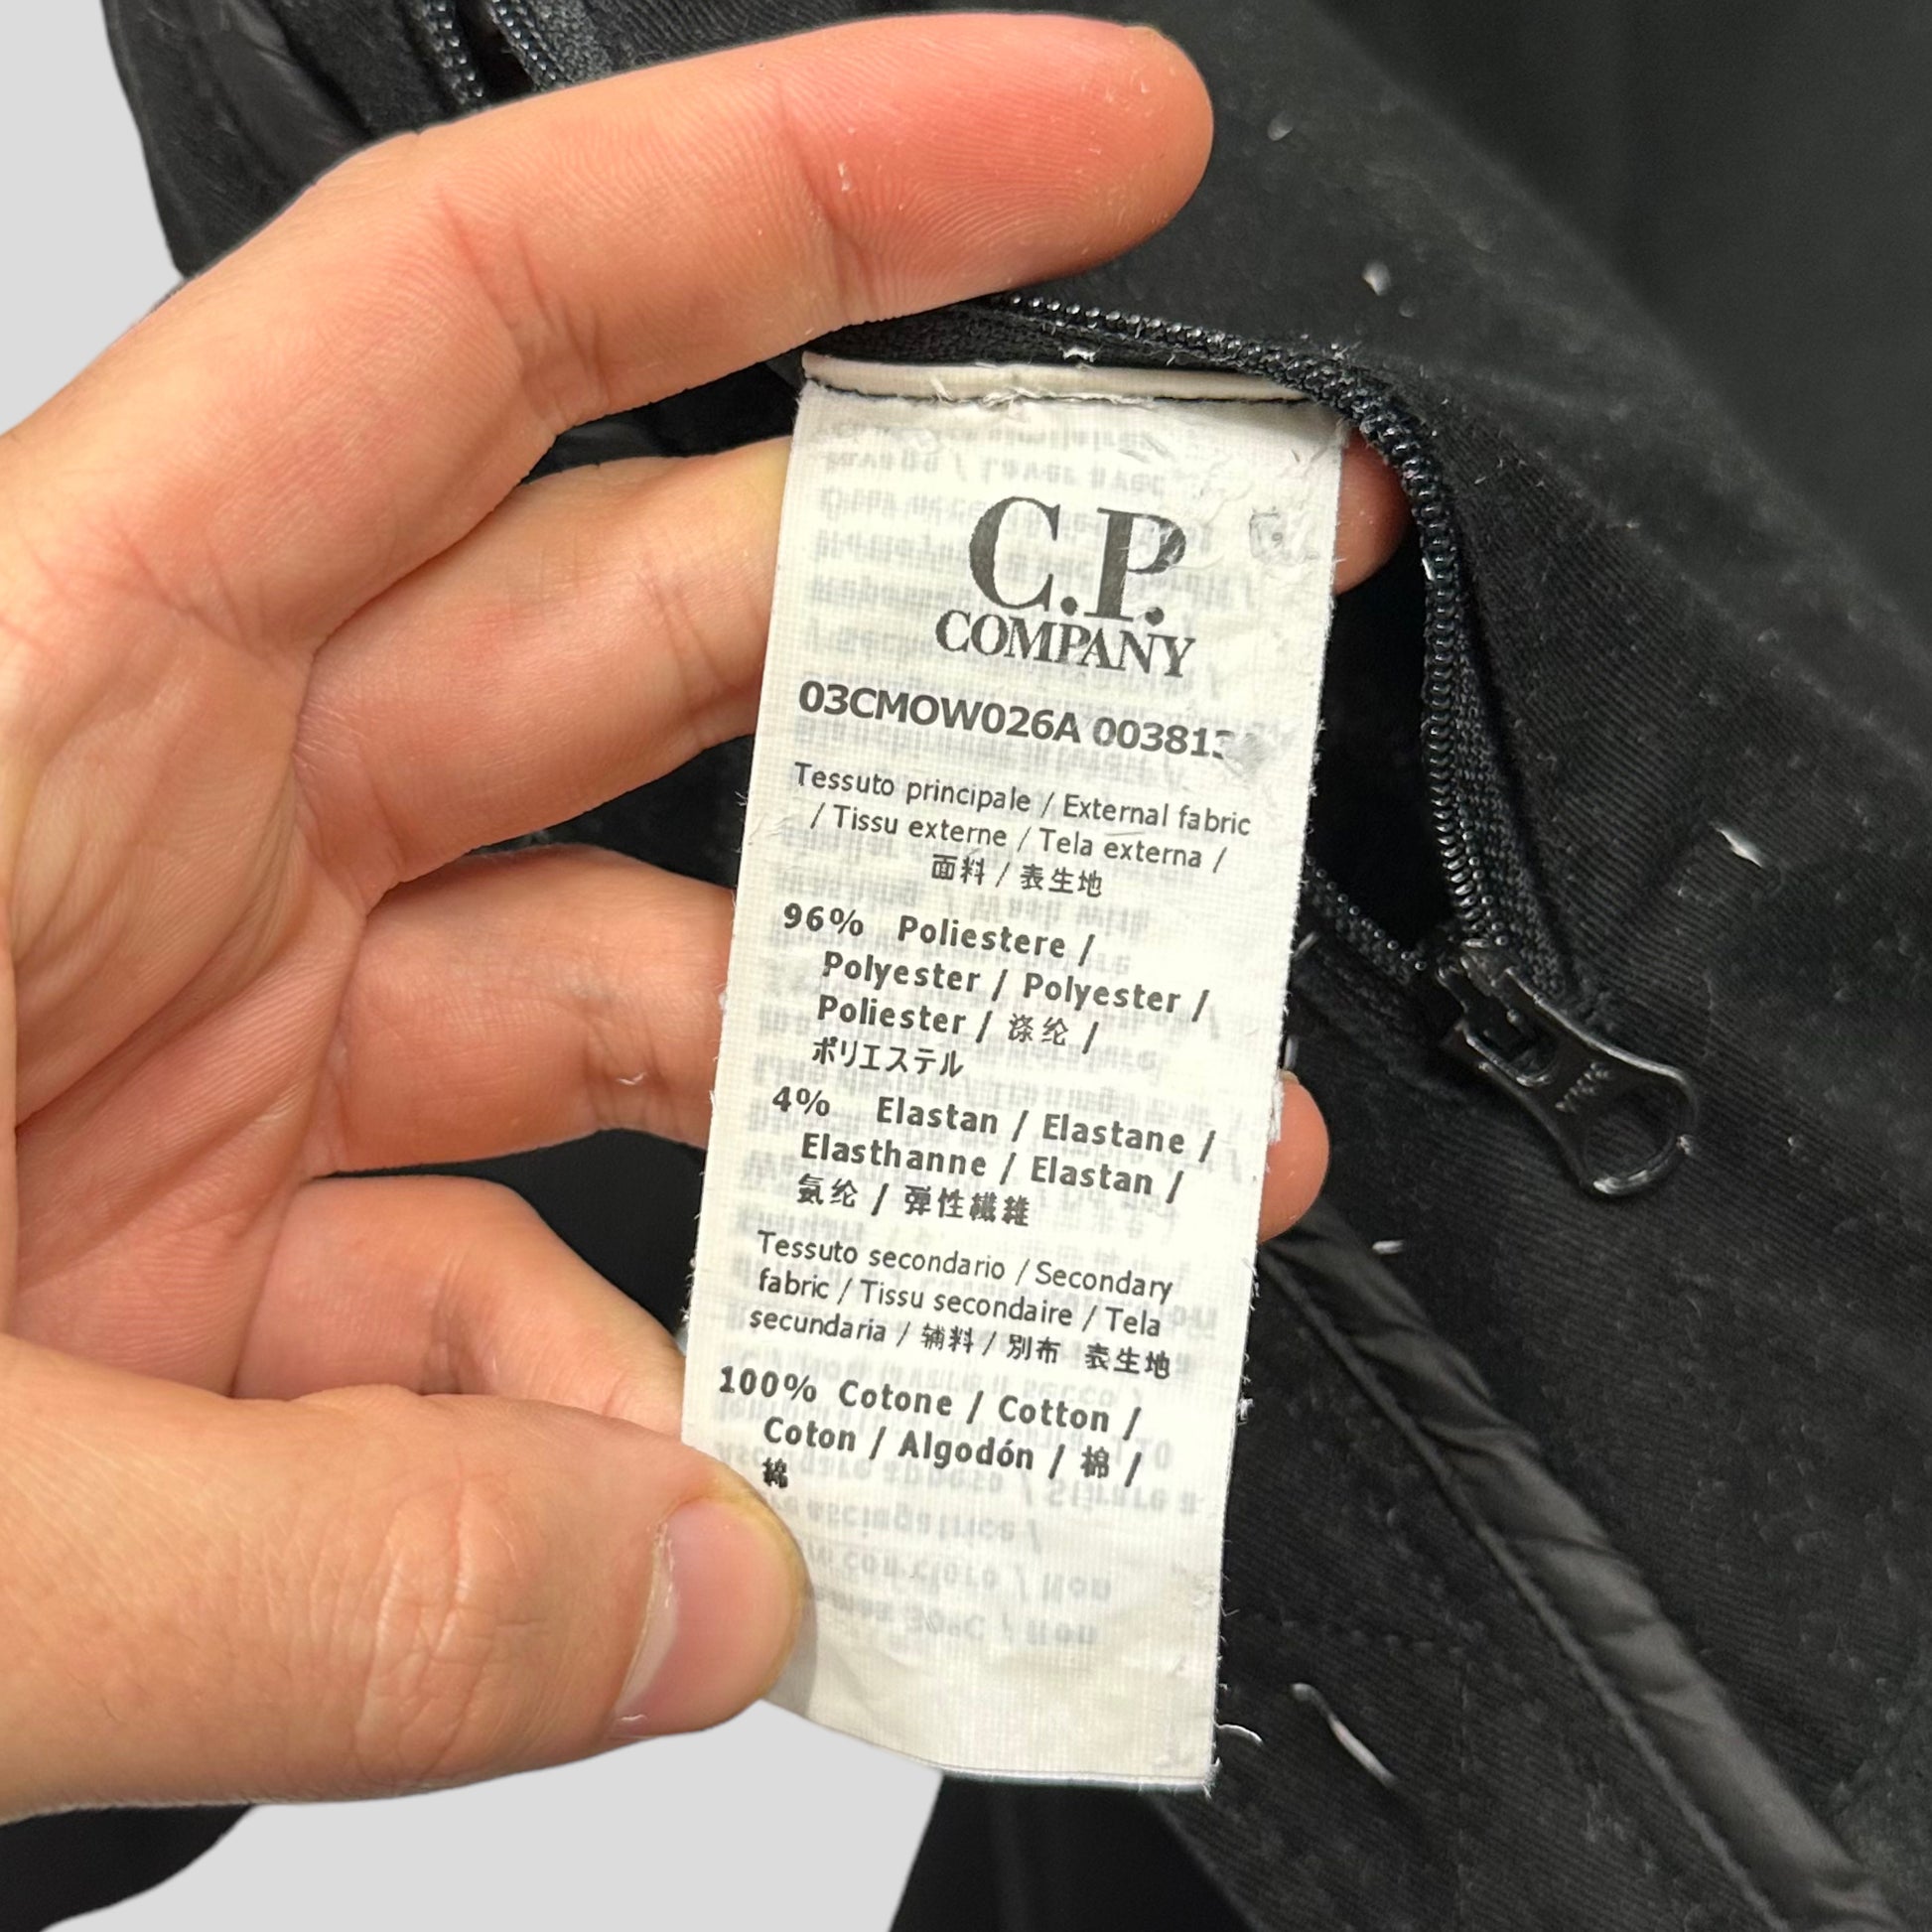 C.P.
COMPANY
03CMOW026A 003813
Tessuto principale / External fabric
/ Tissu externe / Tela externa /
面料 / 表生地
96% Poliestere /
Polyester / Polyester /
Poliester / 涤纶 /
ポリエステル
4% Elastan / Elastane /
Elasthanne / Elastan /
氨纶 / 弹性繊維
Tessuto secondario / Secondary
fabric / Tissu secondaire / Tela
secundaria / 辅料 / 別布 表生地
100% Cotone / Cotton /
Coton / Algodón / 棉 /
綿